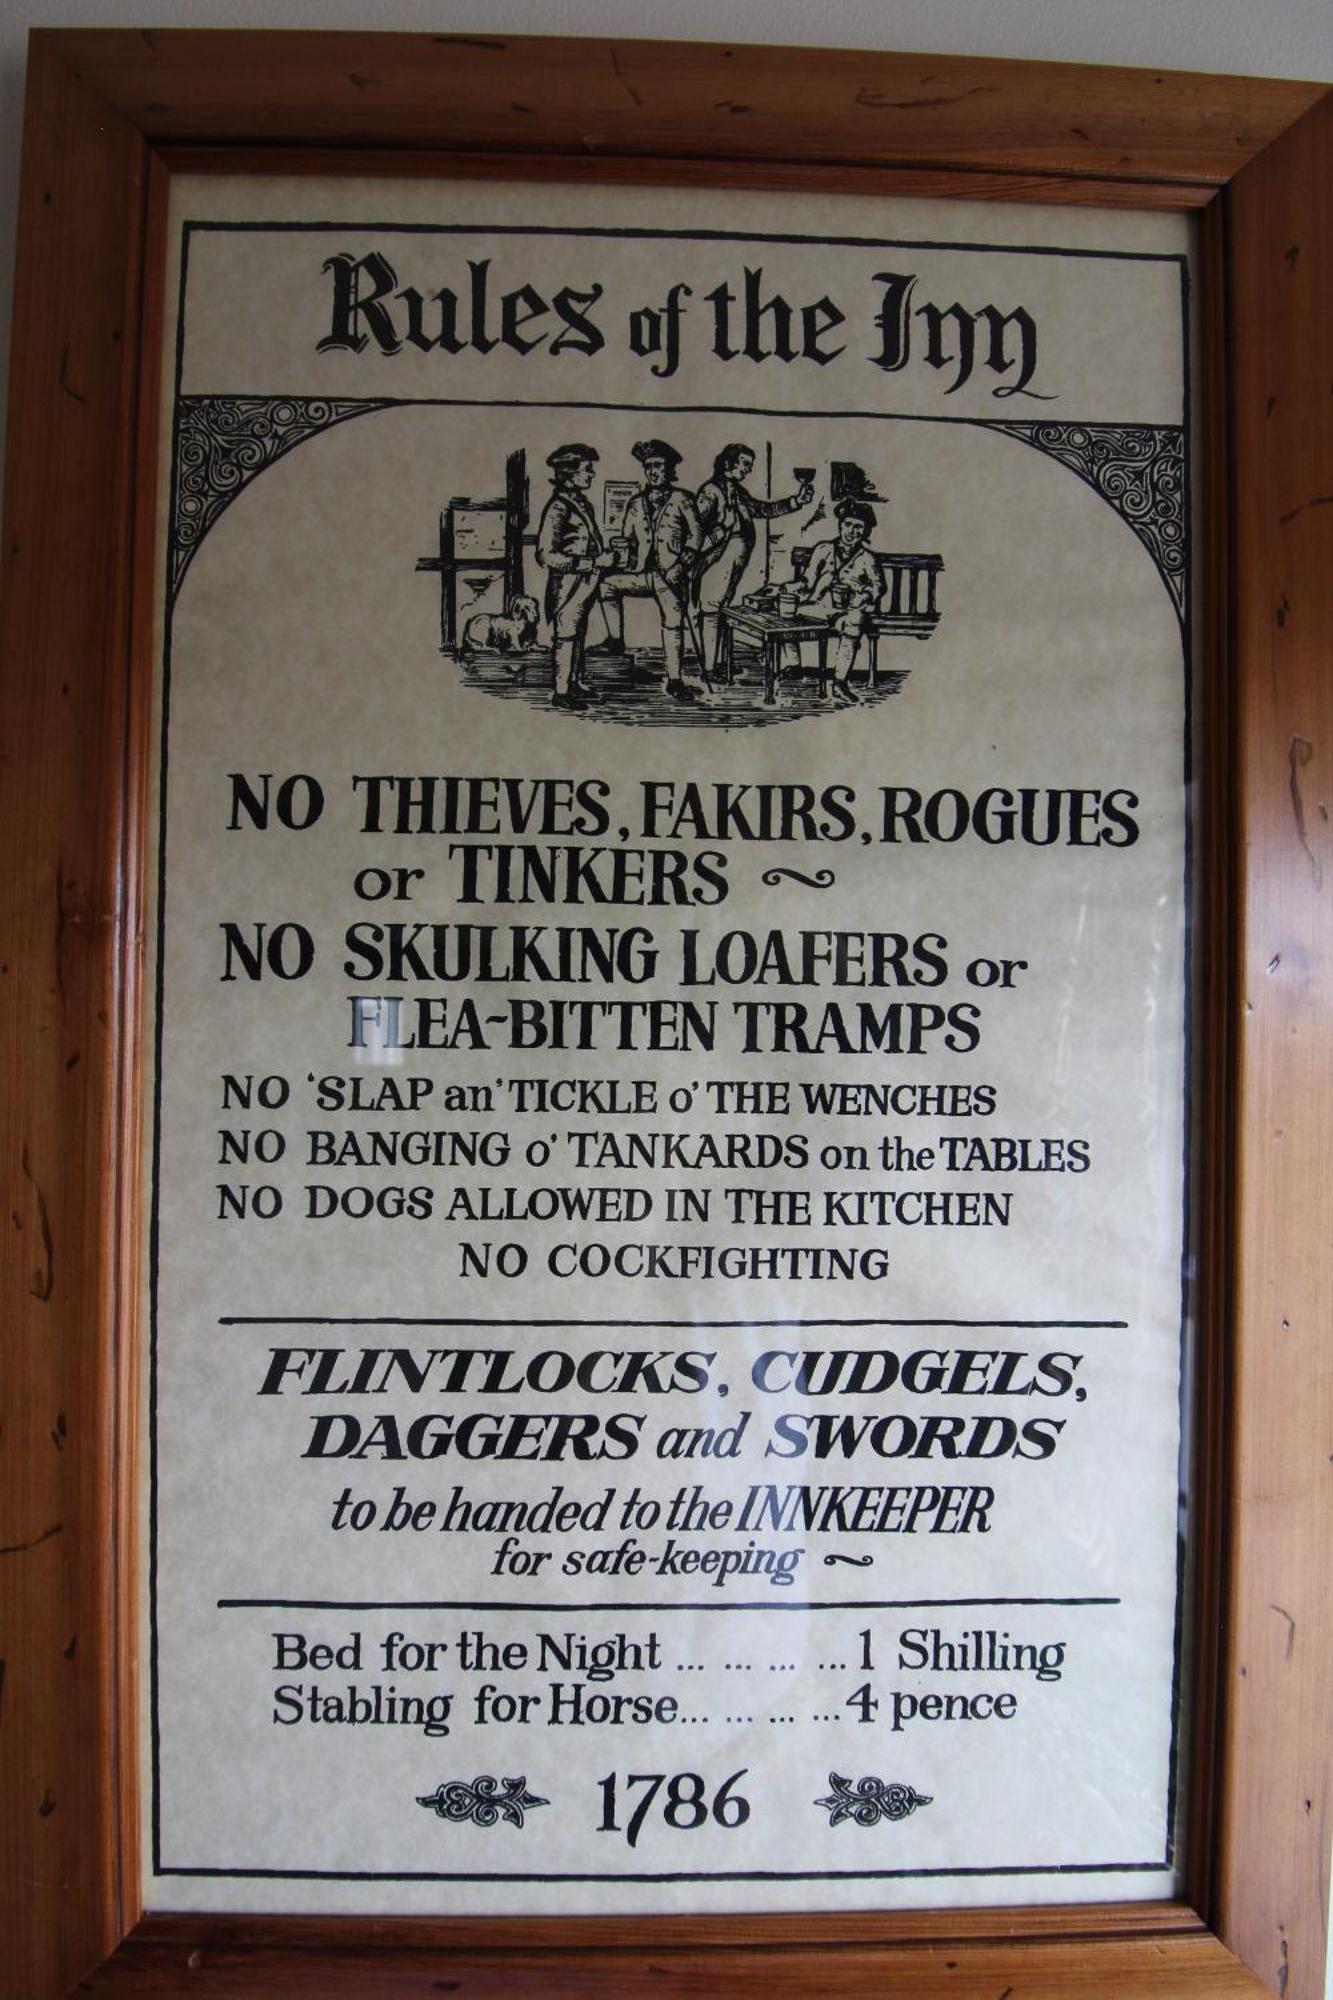 Rules of the Inn
NO THIEVES, FAKIRS, ROGUES
or TINKERS ~
NO SKULKING LOAFERS or
FLEA-BITTEN TRAMPS
NO 'SLAP an' TICKLE o' THE WENCHES
NO BANGING o' TANKARDS on the TABLES
NO DOGS ALLOWED IN THE KITCHEN
NO COCKFIGHTING
FLINTLOCKS, CUDGELS,
DAGGERS and SWORDS
to be handed to the INNKEEPER
for safe-keeping ~
Bed for the Night ... ... ... ... 1 Shilling
Stabling for Horse... ... ... ... 4 pence
1786